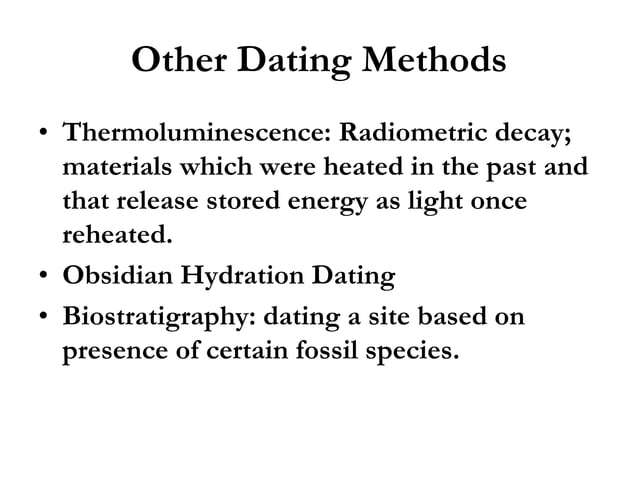 Other Dating Methods
• Thermoluminescence: Radiometric decay;
materials which were heated in the past and
that release stored energy as light once
reheated.
• Obsidian Hydration Dating
• Biostratigraphy: dating a site based on
presence of certain fossil species.